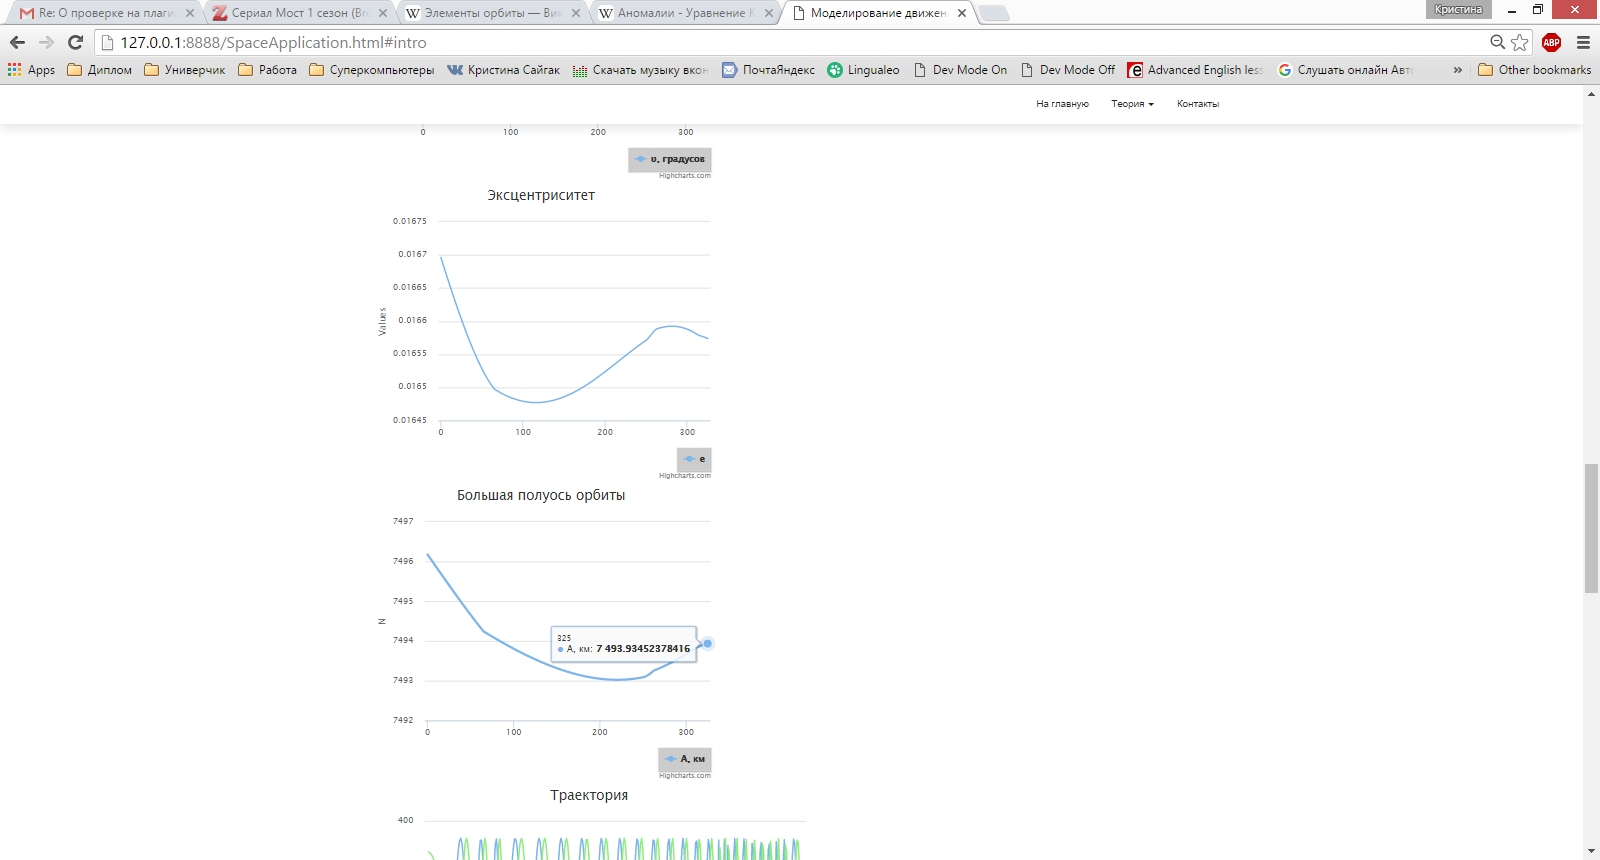 Re: О проверке на плаги
Сериал Мост 1 сезон (Bro
Элементы орбиты — Ви
Аномалии - Уравнение К
Моделирование движен
Кристина
127.0.0.1:8888/SpaceApplication.html#intro
ABP
Apps
Диплом
Универчик
Работа
Суперкомпьютеры
Кристина Сайгак
Скачать музыку вкон
ПочтаЯндекс
Lingualeo
Dev Mode On
Dev Mode Off
Advanced English less
Слушать онлайн Авто
»
Other bookmarks
На главную
Теория
Контакты
0 100 200 300
υ, градусов
Highcharts.com
Эксцентриситет
0.01675
0.0167
0.01665
0.0166
0.01655
0.0165
0.01645
Values
0 100 200 300
e
Highcharts.com
Большая полуось орбиты
7497
7496
7495
7494
7493
7492
N
325
A, км: 7 493.93452378416
0 100 200 300
A, км
Highcharts.com
Траектория
400